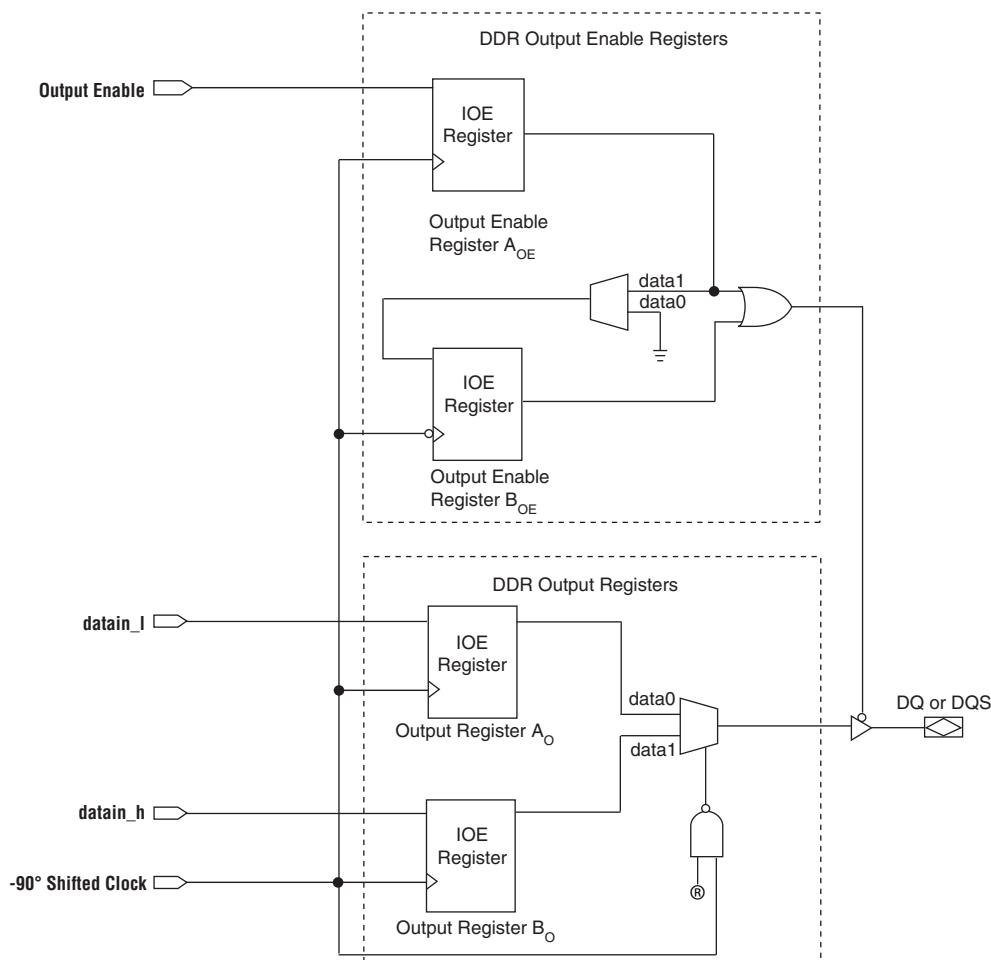 DDR Output Enable Registers
Output Enable
IOE
Register
Output Enable
Register A_OE
data1
data0
IOE
Register
Output Enable
Register B_OE
DDR Output Registers
datain_l
IOE
Register
data0
DQ or DQS
Output Register A_O
data1
datain_h
IOE
Register
-90° Shifted Clock
R
Output Register B_O